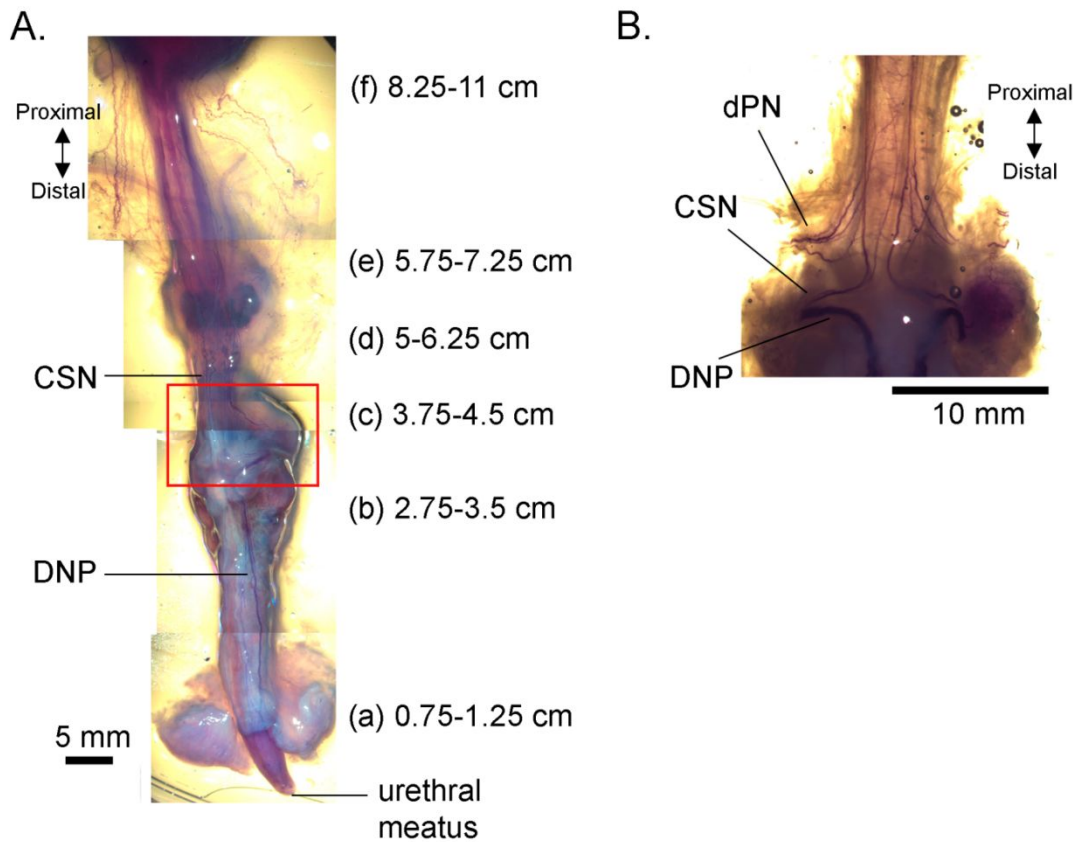 A.
Proximal
Distal
(f) 8.25-11 cm
(e) 5.75-7.25 cm
(d) 5-6.25 cm
CSN
(c) 3.75-4.5 cm
(b) 2.75-3.5 cm
DNP
(a) 0.75-1.25 cm
5 mm
urethral
meatus
B.
dPN
Proximal
Distal
CSN
DNP
10 mm